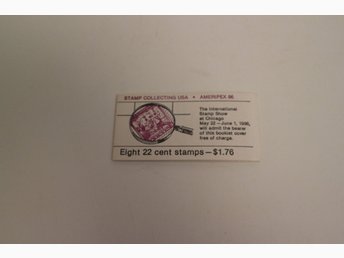 STAMP COLLECTING USA • AMERIPEX 86
The International
Stamp Show
at Chicago
May 22 – June 1, 1986,
will admit the bearer
of this booklet cover
free of charge.
Eight 22 cent stamps—$1.76